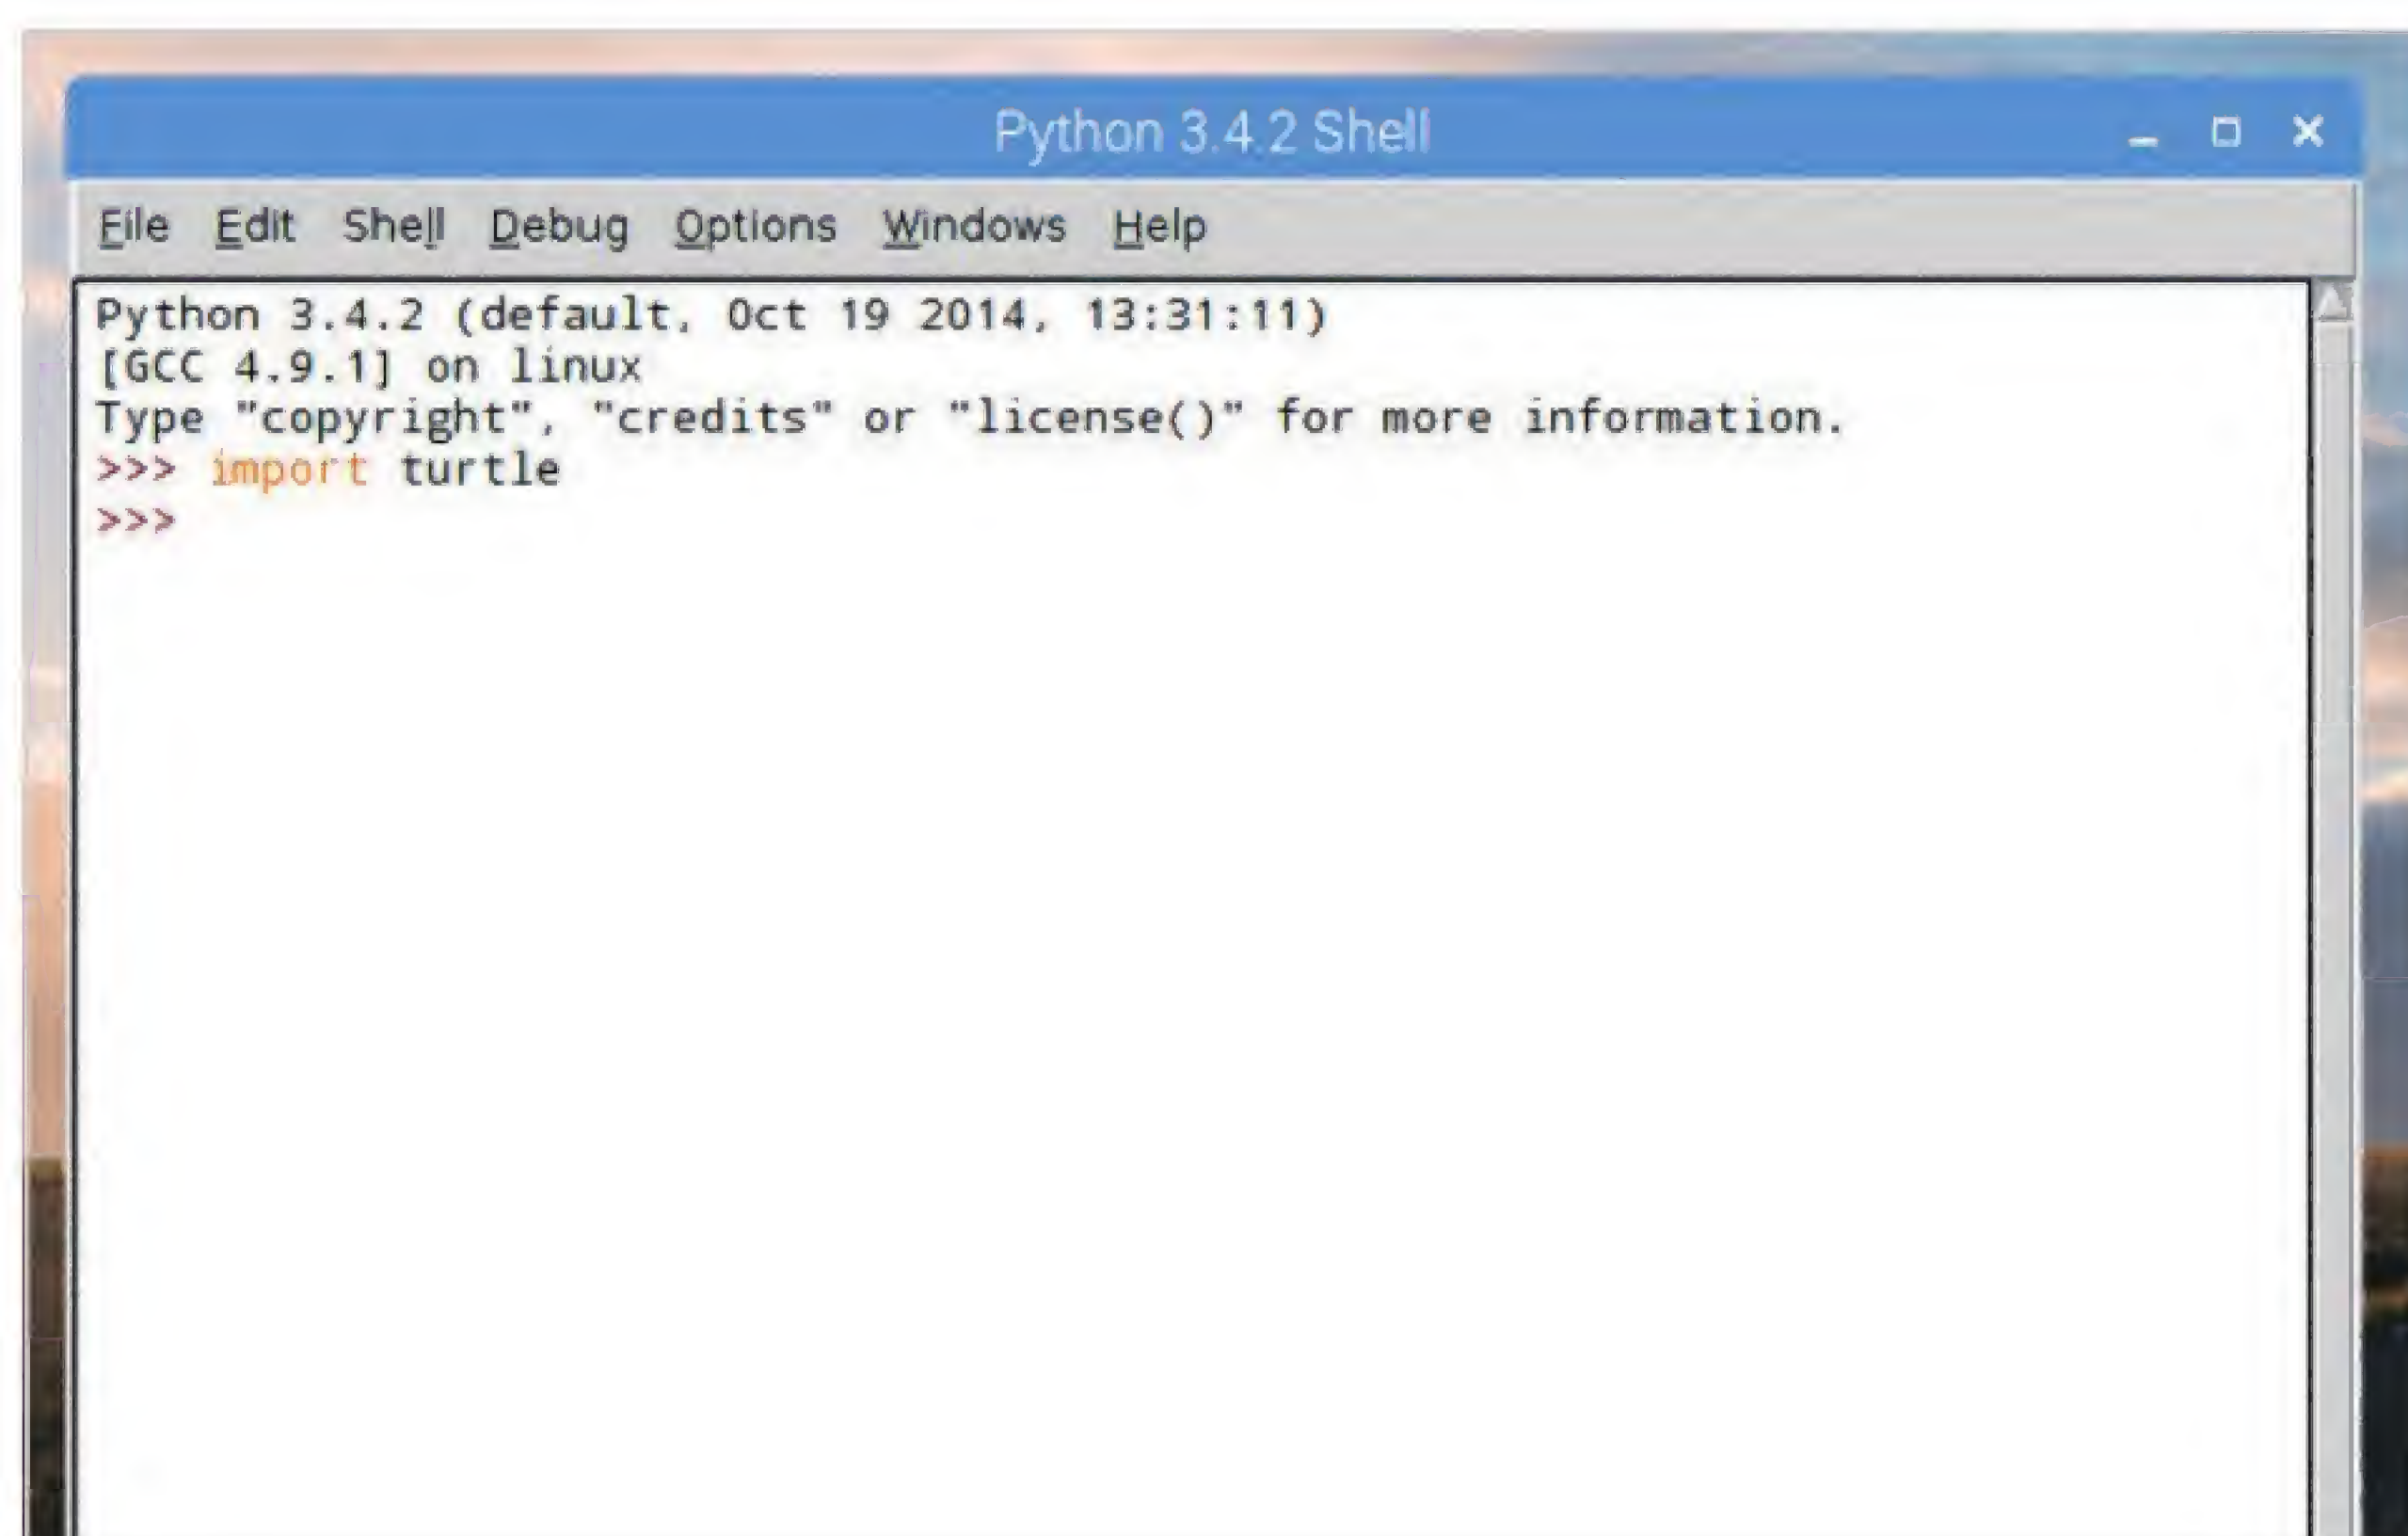 Python 3.4.2 Shell
File Edit Shell Debug Options Windows Help
Python 3.4.2 (default, Oct 19 2014, 13:31:11)
[GCC 4.9.1] on linux
Type "copyright", "credits" or "license()" for more information.
>>> import turtle
>>>